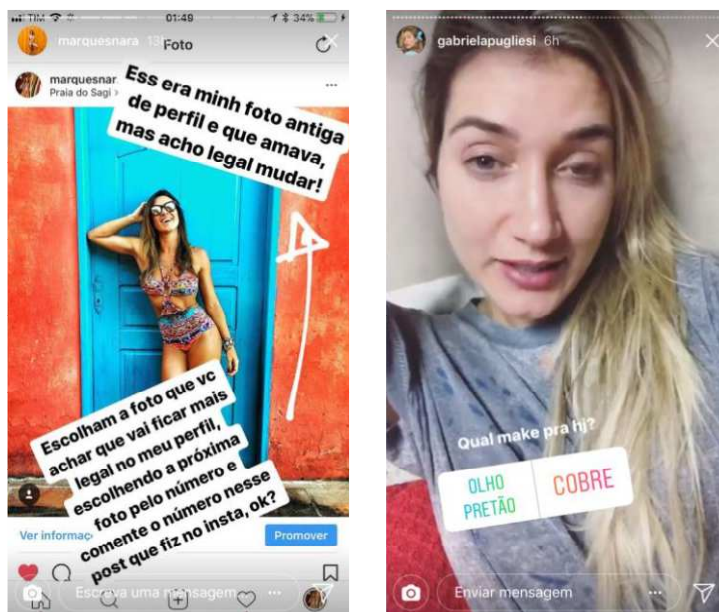 TIM
01:49
34%
marquesnara 13h
Foto
marquesnar
Praia do Sagi >
Ess era minh foto antiga
de perfil e que amava,
mas acho legal mudar!
Escolham a foto que vc
achar que vai ficar mais
legal no meu perfil,
escolhendo a próxima
foto pelo número e
comente o número nesse
post que fiz no insta, ok?
Ver informaç
Promover
Escreva uma mensagem...
gabrielapugliesi 6h
Qual make pra hj?
OLHO
PRETÃO
COBRE
Enviar mensagem